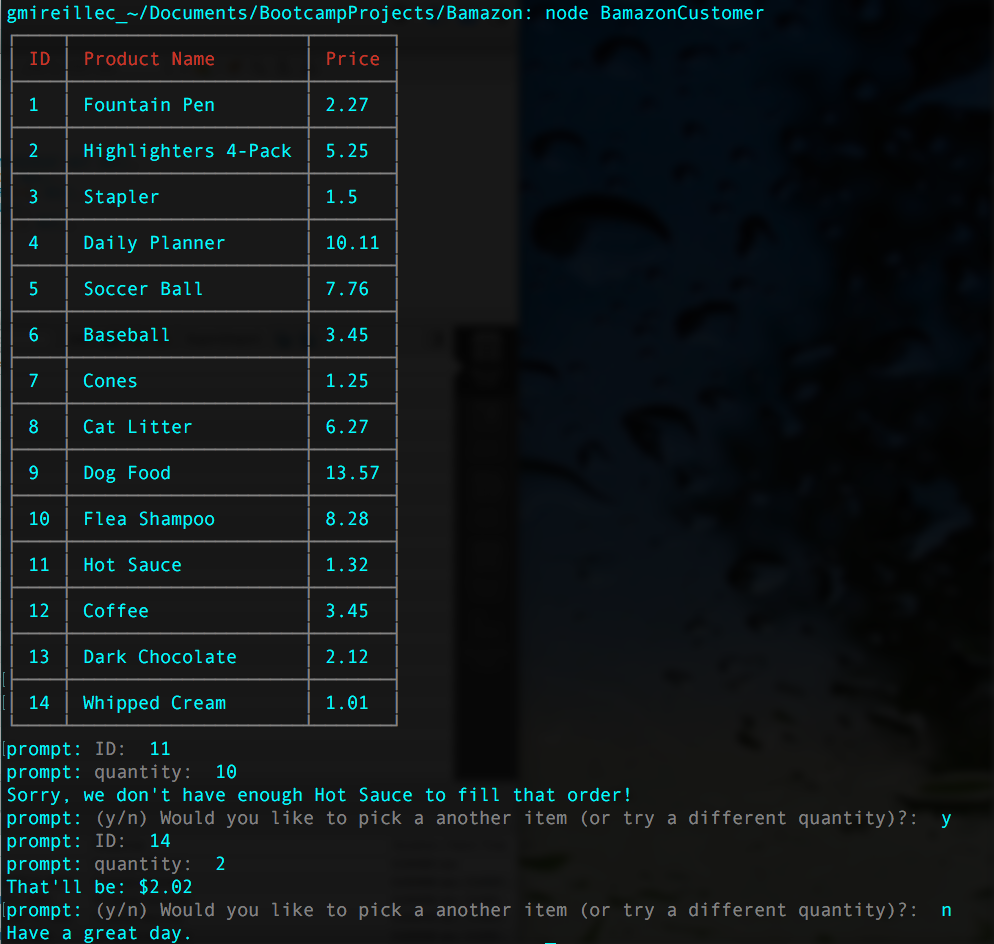 gmireillec_~/Documents/BootcampProjects/Bamazon: node BamazonCustomer
ID Product Name Price
1 Fountain Pen 2.27
2 Highlighters 4-Pack 5.25
3 Stapler 1.5
4 Daily Planner 10.11
5 Soccer Ball 7.76
6 Baseball 3.45
7 Cones 1.25
8 Cat Litter 6.27
9 Dog Food 13.57
10 Flea Shampoo 8.28
11 Hot Sauce 1.32
12 Coffee 3.45
13 Dark Chocolate 2.12
14 Whipped Cream 1.01
prompt: ID:  11
prompt: quantity:  10
Sorry, we don't have enough Hot Sauce to fill that order!
prompt: (y/n) Would you like to pick a another item (or try a different quantity)?:  y
prompt: ID:  14
prompt: quantity:  2
That'll be: $2.02
prompt: (y/n) Would you like to pick a another item (or try a different quantity)?:  n
Have a great day.